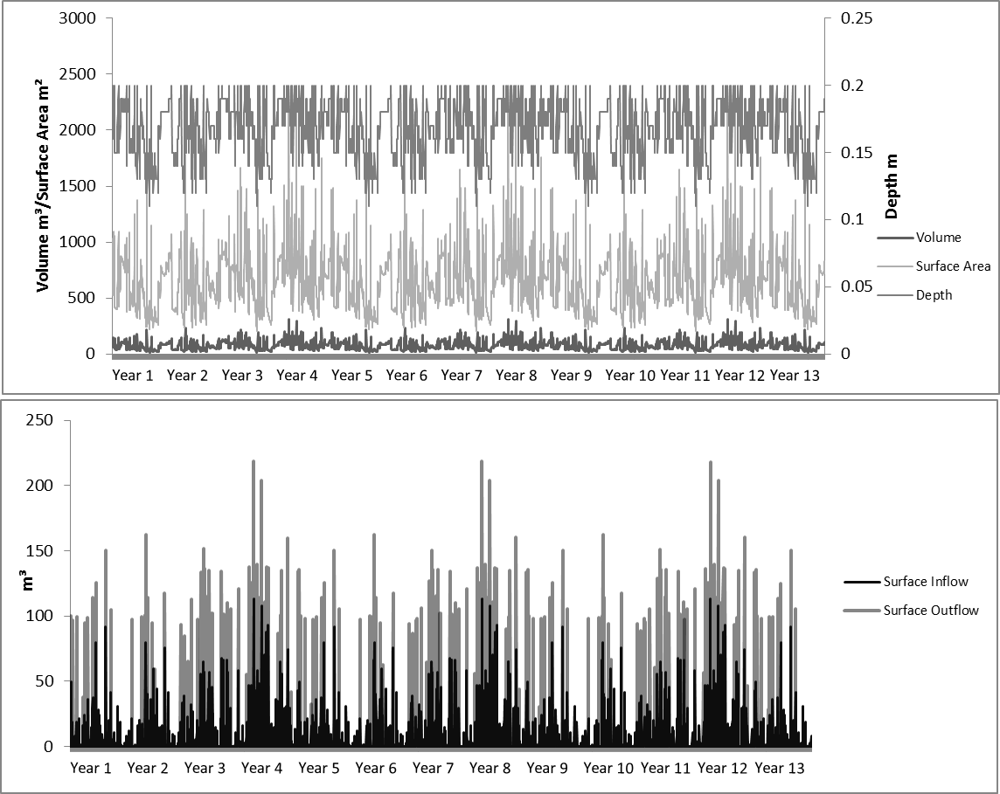 3000
2500
2000
1500
1000
500
0
Volume m³/Surface Area m²
0.25
0.2
0.15
0.1
0.05
0
Depth m
Volume
Surface Area
Depth
Year 1 Year 2 Year 3 Year 4 Year 5 Year 6 Year 7 Year 8 Year 9 Year 10 Year 11 Year 12 Year 13
250
200
150
100
50
0
m³
Surface Inflow
Surface Outflow
Year 1 Year 2 Year 3 Year 4 Year 5 Year 6 Year 7 Year 8 Year 9 Year 10 Year 11 Year 12 Year 13